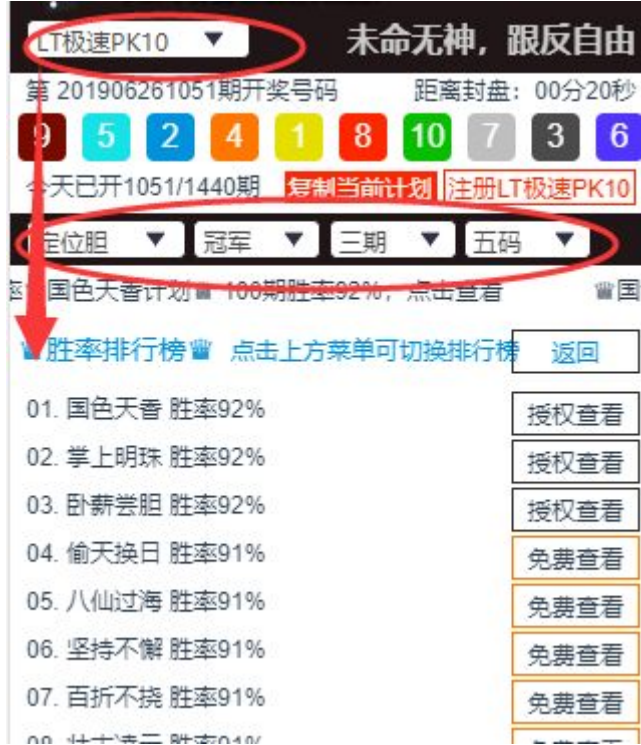 LT极速PK10 ▼ 未命无神，跟反自由
第 201906261051期开奖号码 距离封盘：00分20秒
9 5 2 4 1 8 10 7 3 6
今天已开1051/1440期 复制当前计划 注册LT极速PK10
定位胆 ▼ 冠军 ▼ 三期 ▼ 五码 ▼
国色天香计划♛ 100期胜率92%，点击查看 ♛国
♛胜率排行榜♛ 点击上方菜单可切换排行榜 返回
01. 国色天香 胜率92% 授权查看
02. 掌上明珠 胜率92% 授权查看
03. 卧薪尝胆 胜率92% 授权查看
04. 偷天换日 胜率91% 免费查看
05. 八仙过海 胜率91% 免费查看
06. 坚持不懈 胜率91% 免费查看
07. 百折不挠 胜率91% 免费查看